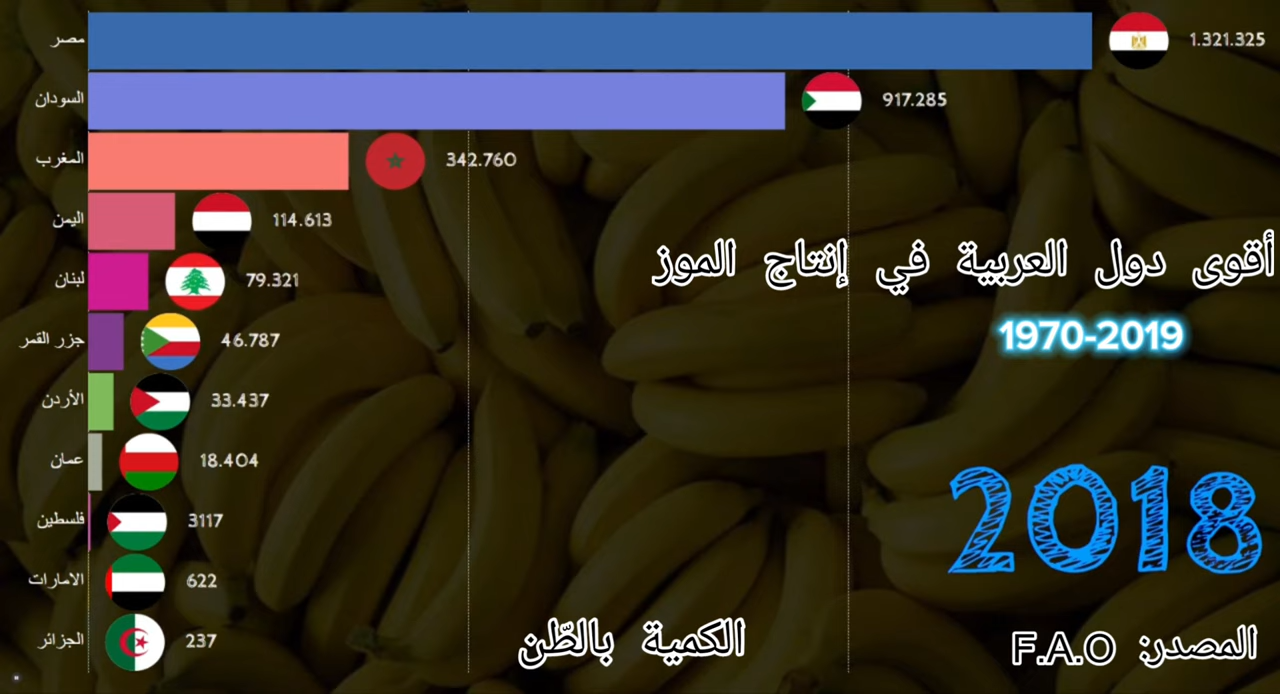 مصر 1.321.325
السودان 917.285
المغرب 342.760
اليمن 114.613
لبنان 79.321
جزر القمر 46.787
الأردن 33.437
عمان 18.404
فلسطين 3117
الامارات 622
الجزائر 237
أقوى دول العربية في إنتاج الموز
1970-2019
2018
الكمية بالطّن
المصدر: F.A.O